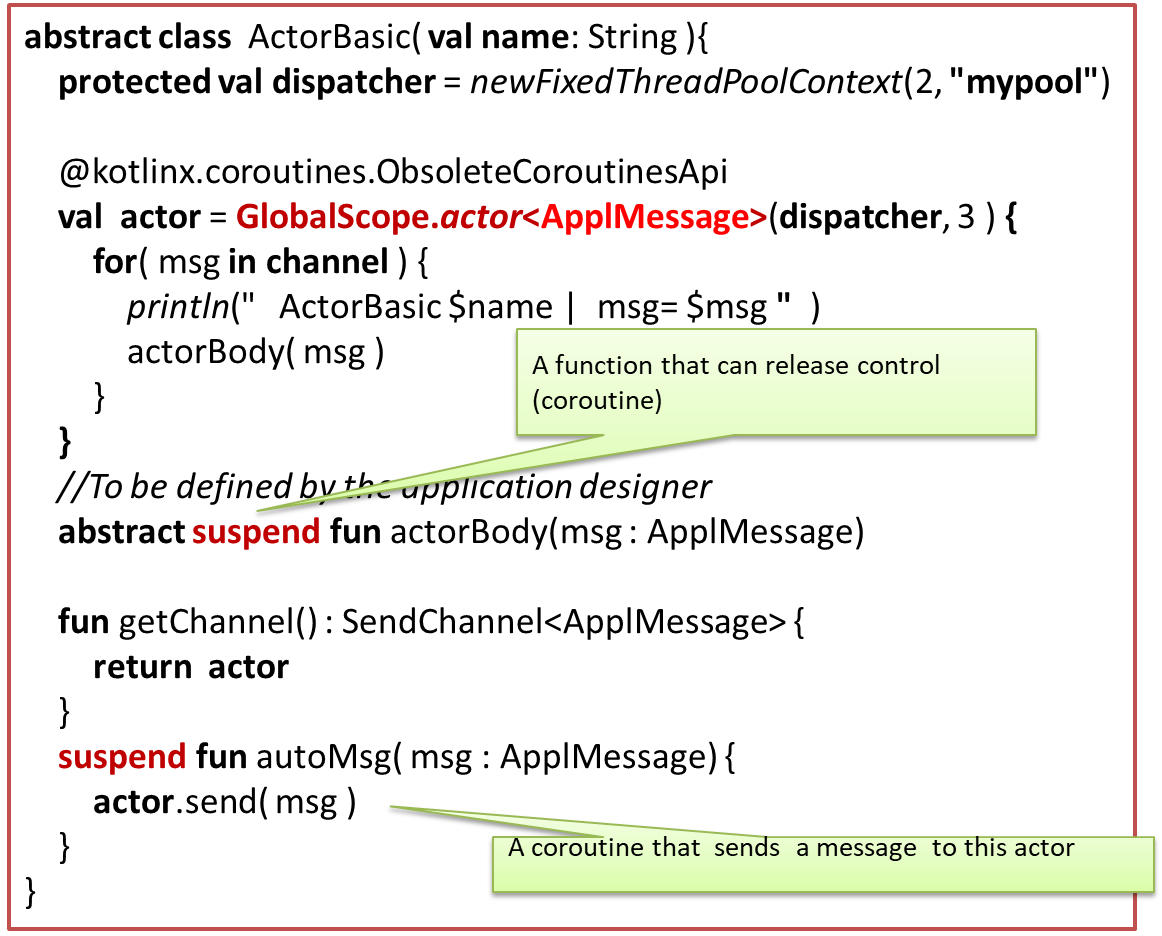 abstract class ActorBasic( val name: String ){
protected val dispatcher = newFixedThreadPoolContext(2, "mypool")
@kotlinx.coroutines.ObsoleteCoroutinesApi
val actor = GlobalScope.actor<ApplMessage>(dispatcher, 3 ) {
for( msg in channel ) {
println(" ActorBasic $name | msg= $msg " )
actorBody( msg )
}
}
A function that can release control
(coroutine)
//To be defined by the application designer
abstract suspend fun actorBody(msg : ApplMessage)
fun getChannel() : SendChannel<ApplMessage> {
return actor
}
suspend fun autoMsg( msg : ApplMessage) {
actor.send( msg )
}
A coroutine that sends a message to this actor
}